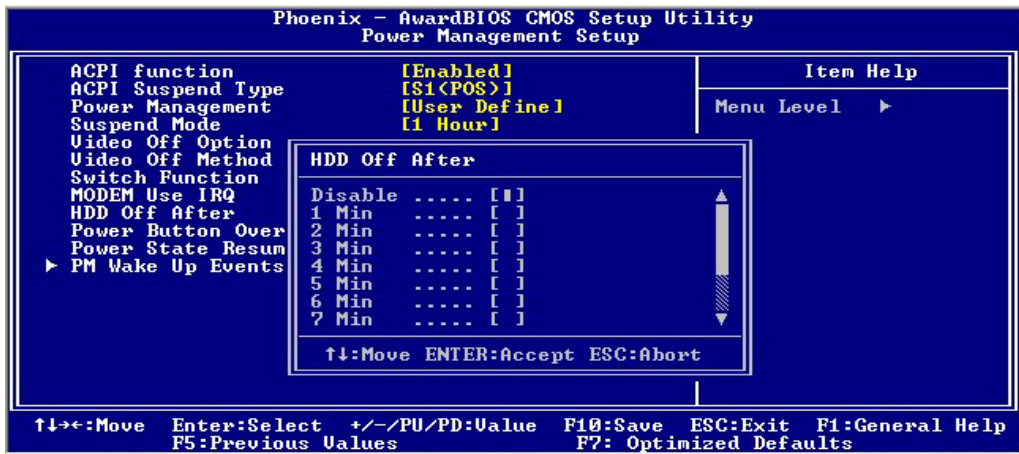 Phoenix - AwardBIOS CMOS Setup Utility
Power Management Setup
ACPI function [Enabled]
ACPI Suspend Type [S1(POS)]
Power Management [User Define]
Suspend Mode [1 Hour]
Video Off Option
Video Off Method
Switch Function
MODEM Use IRQ
HDD Off After
Power Button Over
Power State Resum
► PM Wake Up Events
Item Help
Menu Level ►
HDD Off After
Disable ..... [▮]
1 Min ..... [ ]
2 Min ..... [ ]
3 Min ..... [ ]
4 Min ..... [ ]
5 Min ..... [ ]
6 Min ..... [ ]
7 Min ..... [ ]
↑↓:Move ENTER:Accept ESC:Abort
↑↓→←:Move Enter:Select +/-/PU/PD:Value F10:Save ESC:Exit F1:General Help
F5:Previous Values F7: Optimized Defaults